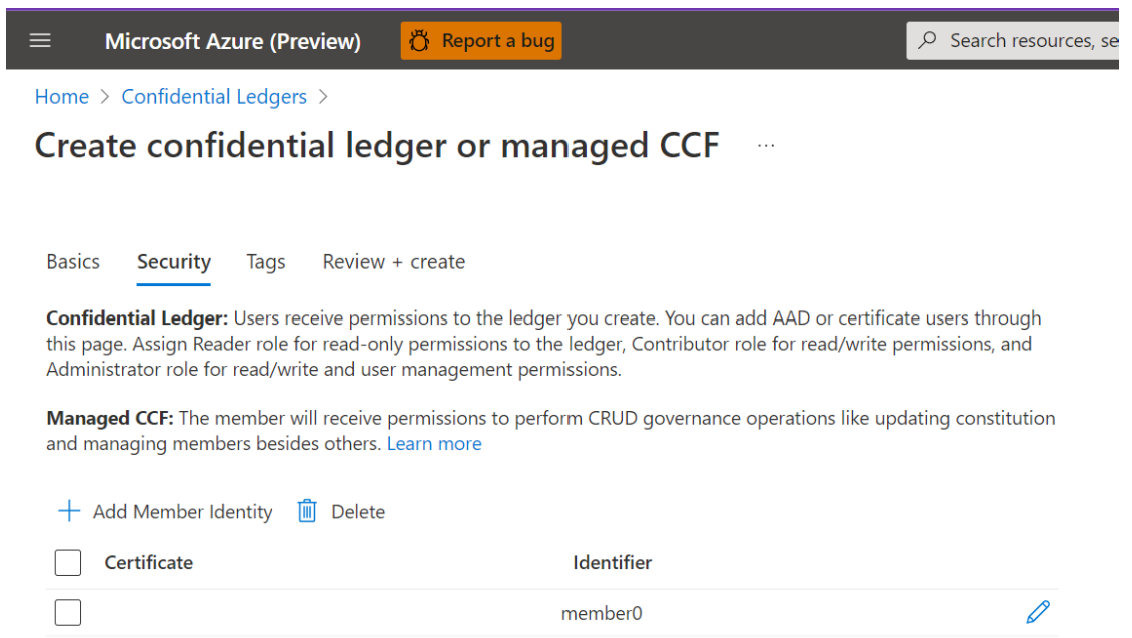 Microsoft Azure (Preview)
Report a bug
Search resources, se
Home > Confidential Ledgers >
Create confidential ledger or managed CCF ...
Basics Security Tags Review + create
Confidential Ledger: Users receive permissions to the ledger you create. You can add AAD or certificate users through
this page. Assign Reader role for read-only permissions to the ledger, Contributor role for read/write permissions, and
Administrator role for read/write and user management permissions.
Managed CCF: The member will receive permissions to perform CRUD governance operations like updating constitution
and managing members besides others. Learn more
Add Member Identity Delete
Certificate Identifier
member0